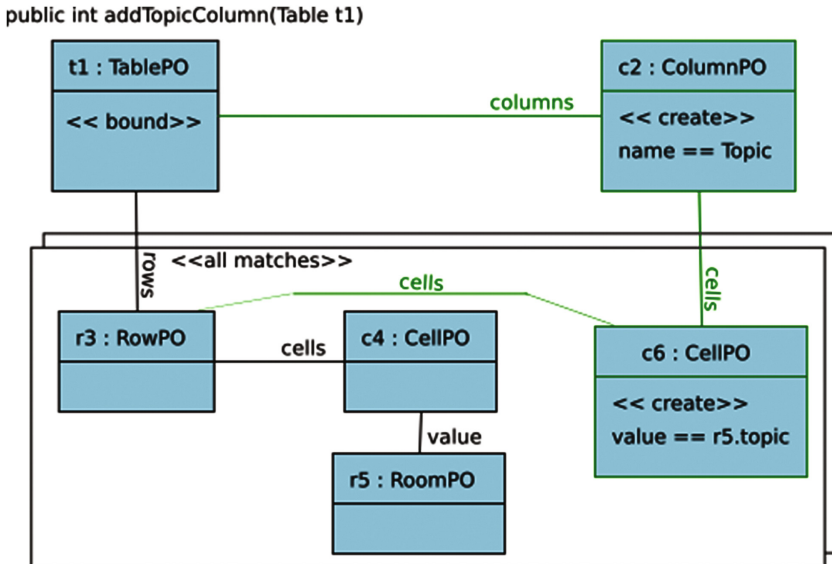 public int addTopicColumn(Table t1)
t1 : TablePO
<< bound>>
columns
c2 : ColumnPO
<< create>>
name == Topic
rows
<<all matches>>
cells
cells
r3 : RowPO
cells
c4 : CellPO
value
r5 : RoomPO
c6 : CellPO
<< create>>
value == r5.topic